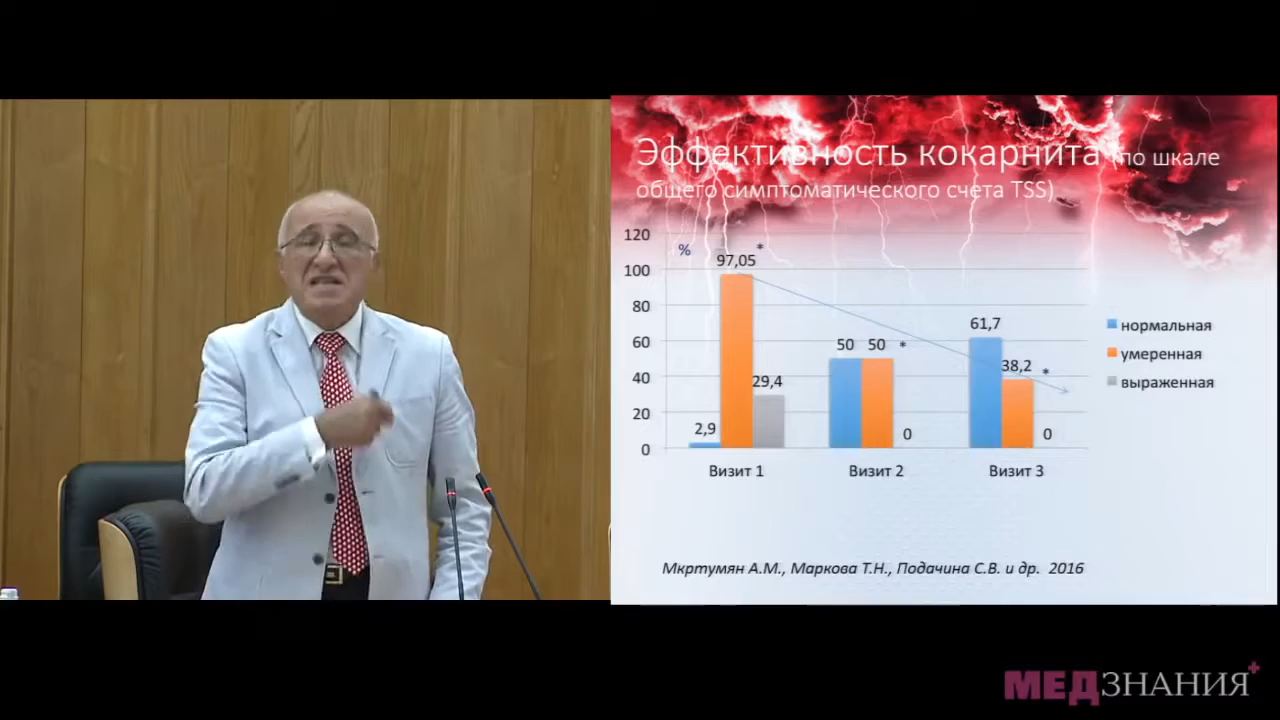 Эффективность кокарнита (по шкале
общего симптоматического счета TSS)
120
100
80
60
40
20
0
%
97,05
*
2,9
29,4
50
50
*
0
61,7
38,2
*
0
Визит 1
Визит 2
Визит 3
нормальная
умеренная
выраженная
Мкртумян А.М., Маркова Т.Н., Подачина С.В. и др. 2016
МЕДЗНАНИЯ+